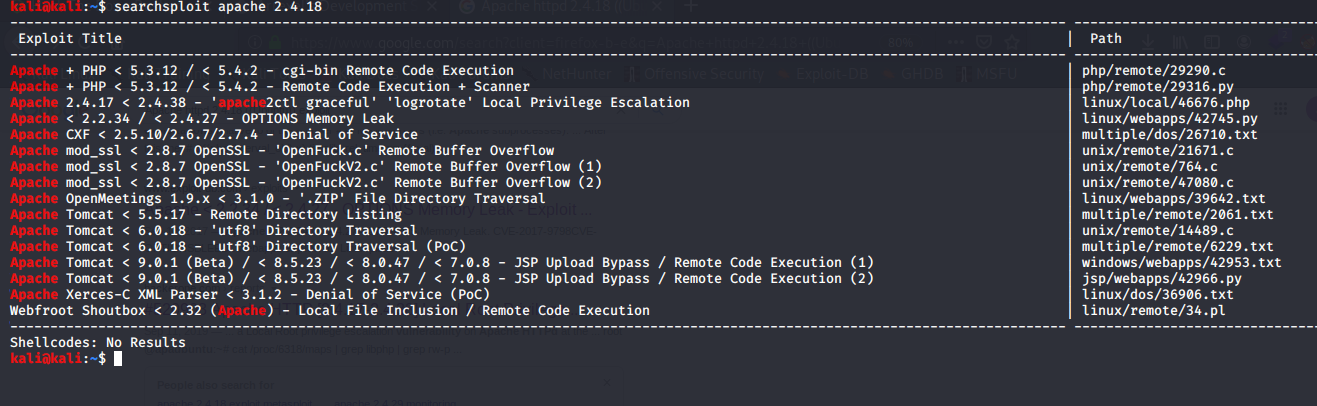 kali@kali:~$ searchsploit apache 2.4.18
Exploit Title | Path
Apache + PHP < 5.3.12 / < 5.4.2 - cgi-bin Remote Code Execution | php/remote/29290.c
Apache + PHP < 5.3.12 / < 5.4.2 - Remote Code Execution + Scanner | php/remote/29316.py
Apache 2.4.17 < 2.4.38 - 'apache2ctl graceful' 'logrotate' Local Privilege Escalation | linux/local/46676.php
Apache < 2.2.34 / < 2.4.27 - OPTIONS Memory Leak | linux/webapps/42745.py
Apache CXF < 2.5.10/2.6.7/2.7.4 - Denial of Service | multiple/dos/26710.txt
Apache mod_ssl < 2.8.7 OpenSSL - 'OpenFuck.c' Remote Buffer Overflow | unix/remote/21671.c
Apache mod_ssl < 2.8.7 OpenSSL - 'OpenFuckV2.c' Remote Buffer Overflow (1) | unix/remote/764.c
Apache mod_ssl < 2.8.7 OpenSSL - 'OpenFuckV2.c' Remote Buffer Overflow (2) | unix/remote/47080.c
Apache OpenMeetings 1.9.x < 3.1.0 - '.ZIP' File Directory Traversal | linux/webapps/39642.txt
Apache Tomcat < 5.5.17 - Remote Directory Listing | multiple/remote/2061.txt
Apache Tomcat < 6.0.18 - 'utf8' Directory Traversal | unix/remote/14489.c
Apache Tomcat < 6.0.18 - 'utf8' Directory Traversal (PoC) | multiple/remote/6229.txt
Apache Tomcat < 9.0.1 (Beta) / < 8.5.23 / < 8.0.47 / < 7.0.8 - JSP Upload Bypass / Remote Code Execution (1) | windows/webapps/42953.txt
Apache Tomcat < 9.0.1 (Beta) / < 8.5.23 / < 8.0.47 / < 7.0.8 - JSP Upload Bypass / Remote Code Execution (2) | jsp/webapps/42966.py
Apache Xerces-C XML Parser < 3.1.2 - Denial of Service (PoC) | linux/dos/36906.txt
Webfroot Shoutbox < 2.32 (Apache) - Local File Inclusion / Remote Code Execution | linux/remote/34.pl
Shellcodes: No Results
kali@kali:~$